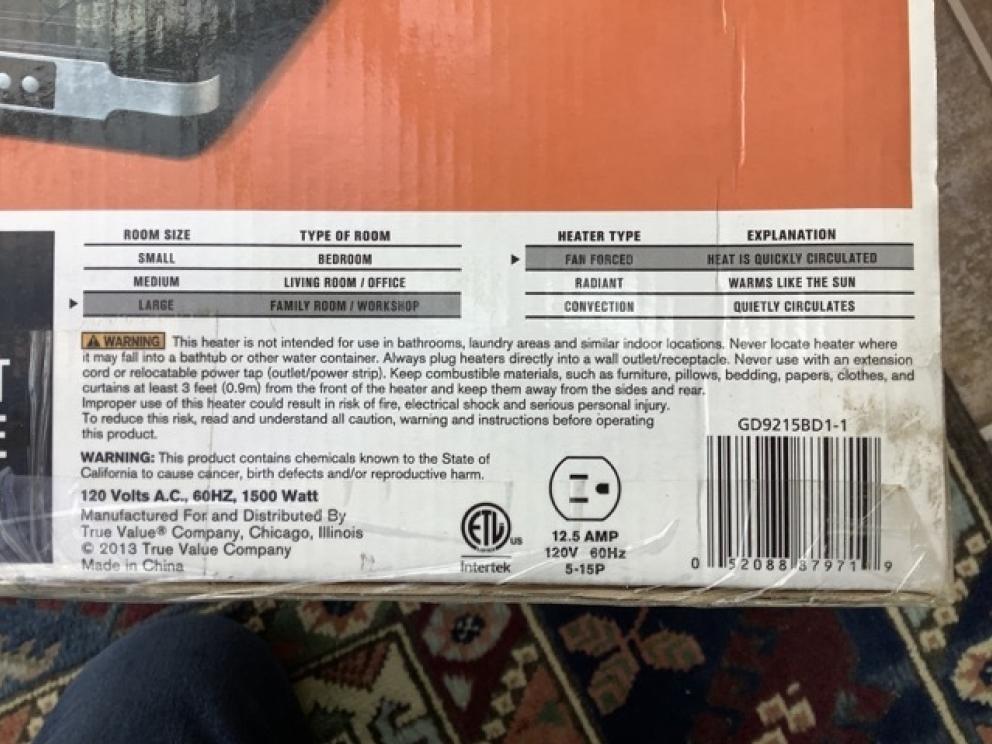 ROOM SIZE TYPE OF ROOM
SMALL BEDROOM
MEDIUM LIVING ROOM / OFFICE
LARGE FAMILY ROOM / WORKSHOP
HEATER TYPE EXPLANATION
FAN FORCED HEAT IS QUICKLY CIRCULATED
RADIANT WARMS LIKE THE SUN
CONVECTION QUIETLY CIRCULATES
WARNING This heater is not intended for use in bathrooms, laundry areas and similar indoor locations. Never locate heater where
it may fall into a bathtub or other water container. Always plug heaters directly into a wall outlet/receptacle. Never use with an extension
cord or relocatable power tap (outlet/power strip). Keep combustible materials, such as furniture, pillows, bedding, papers, clothes, and
curtains at least 3 feet (0.9m) from the front of the heater and keep them away from the sides and rear.
Improper use of this heater could result in risk of fire, electrical shock and serious personal injury.
To reduce this risk, read and understand all caution, warning and instructions before operating
this product.
WARNING: This product contains chemicals known to the State of
California to cause cancer, birth defects and/or reproductive harm.
120 Volts A.C., 60HZ, 1500 Watt
Manufactured For and Distributed By
True Value® Company, Chicago, Illinois
© 2013 True Value Company
Made in China
ETL US
Intertek
12.5 AMP
120V 60Hz
5-15P
GD9215BD1-1
0 52088 87971 9
T
E